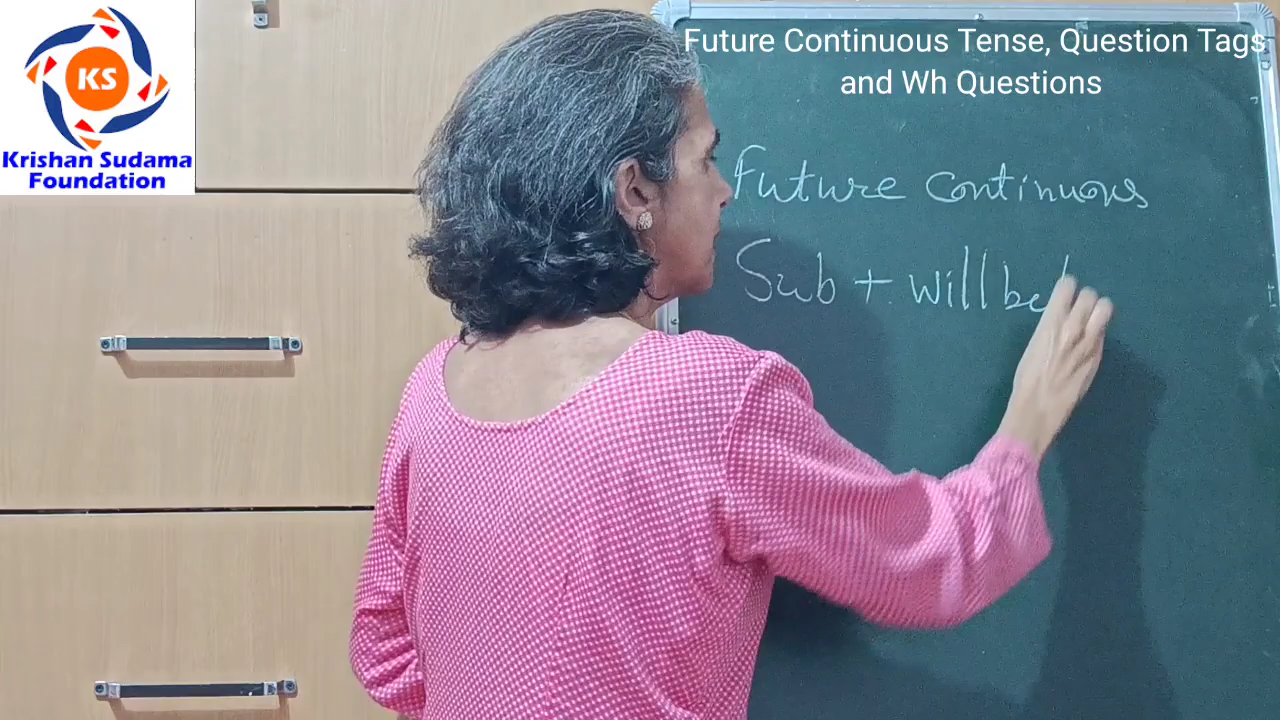 KS
Krishan Sudama
Foundation
Future Continuous Tense, Question Tags
and Wh Questions
Future Continuous
Sub + will be